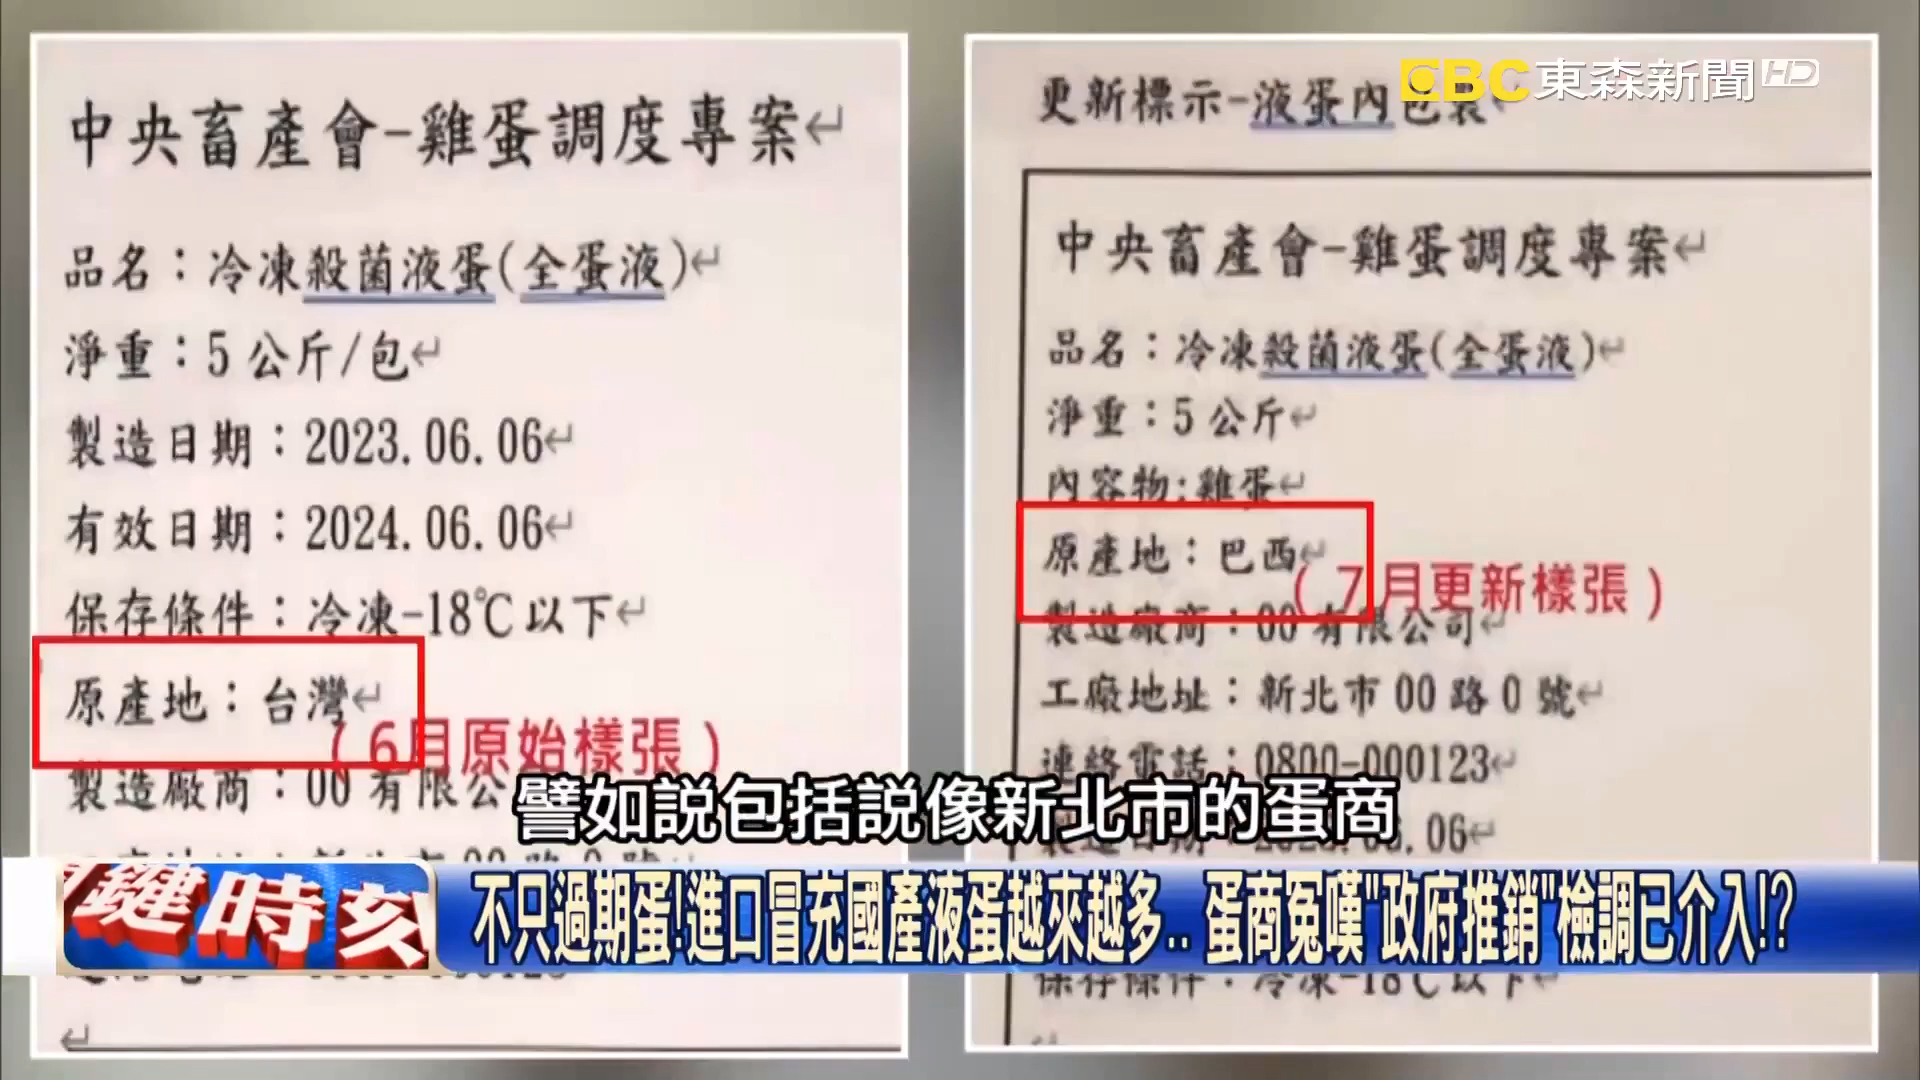 中央畜產會-雞蛋調度專案
品名：冷凍殺菌液蛋(全蛋液)
淨重：5公斤/包
製造日期：2023.06.06
有效日期：2024.06.06
保存條件：冷凍-18℃以下
原產地：台灣
（6月原始樣張）
製造廠商：00有限公
更新標示-液蛋內包裝
中央畜產會-雞蛋調度專案
品名：冷凍殺菌液蛋(全蛋液)
淨重：5公斤
內容物:雞蛋
原產地：巴西
（7月更新樣張）
製造廠商：00有限公司
工廠地址：新北市00路0號
連絡電話：0800-000123
保存條件：冷凍-18℃以下
EBC東森新聞HD
譬如說包括說像新北市的蛋商
關鍵時刻
不只過期蛋!進口冒充國產液蛋越來越多.. 蛋商冤嘆"政府推銷"檢調已介入!?